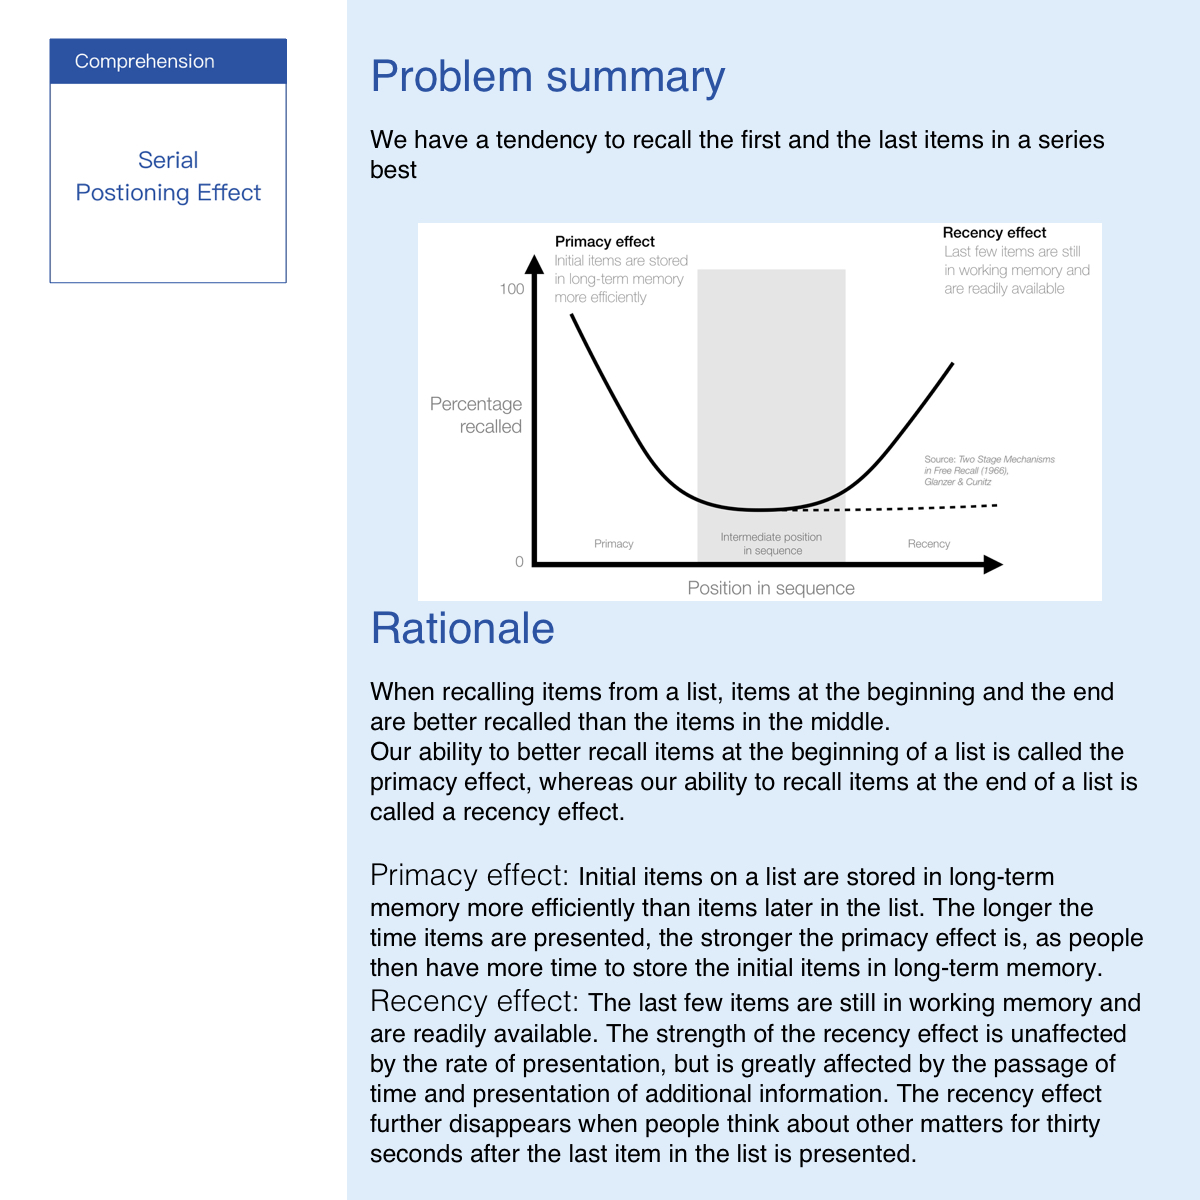 Comprehension
Serial
Postioning Effect
Problem summary
We have a tendency to recall the first and the last items in a series
best
Primacy effect
Initial items are stored
in long-term memory
more efficiently
Recency effect
Last few items are still
in working memory and
are readily available
100
Percentage
recalled
Source: Two Stage Mechanisms
in Free Recall (1966),
Glanzer & Cunitz
Primacy
Intermediate position
in sequence
Recency
0
Position in sequence
Rationale
When recalling items from a list, items at the beginning and the end
are better recalled than the items in the middle.
Our ability to better recall items at the beginning of a list is called the
primacy effect, whereas our ability to recall items at the end of a list is
called a recency effect.
Primacy effect: Initial items on a list are stored in long-term
memory more efficiently than items later in the list. The longer the
time items are presented, the stronger the primacy effect is, as people
then have more time to store the initial items in long-term memory.
Recency effect: The last few items are still in working memory and
are readily available. The strength of the recency effect is unaffected
by the rate of presentation, but is greatly affected by the passage of
time and presentation of additional information. The recency effect
further disappears when people think about other matters for thirty
seconds after the last item in the list is presented.